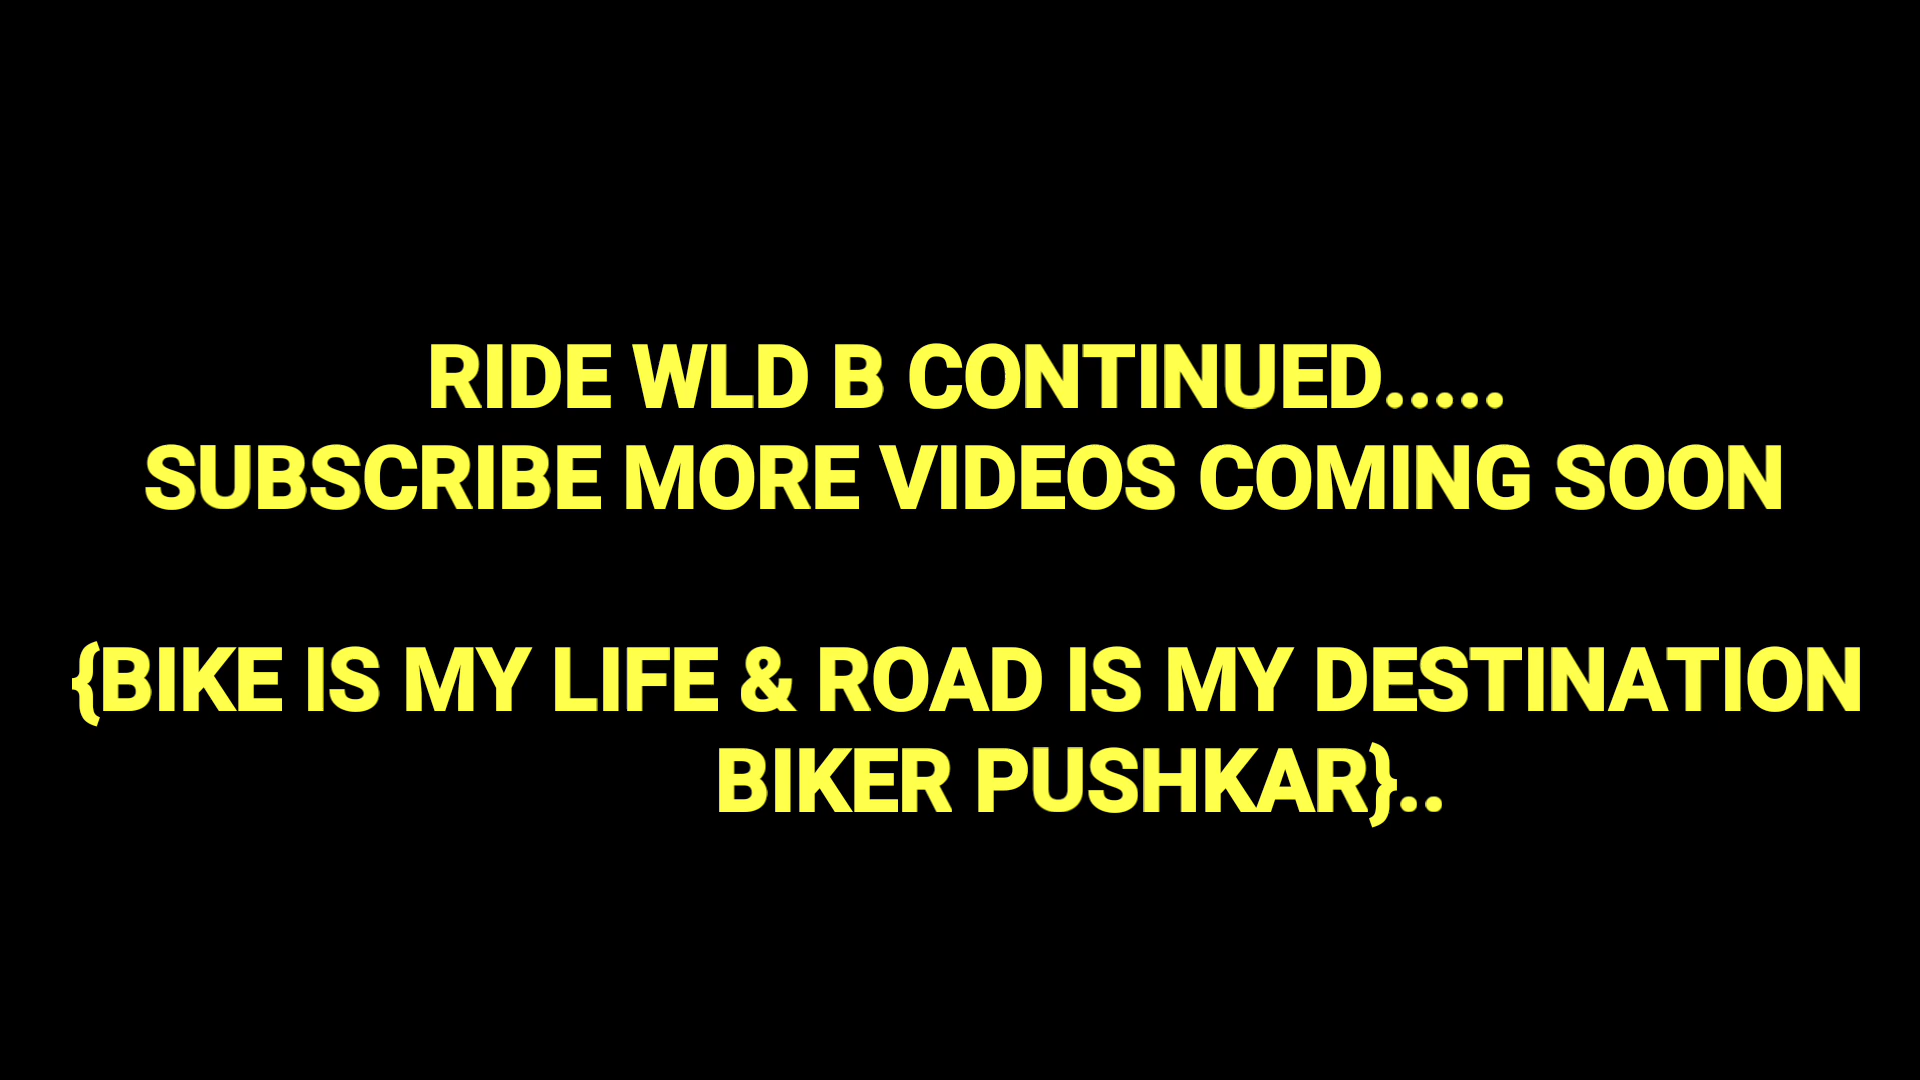 RIDE WLD B CONTINUED.....
SUBSCRIBE MORE VIDEOS COMING SOON
{BIKE IS MY LIFE & ROAD IS MY DESTINATION
BIKER PUSHKAR}..